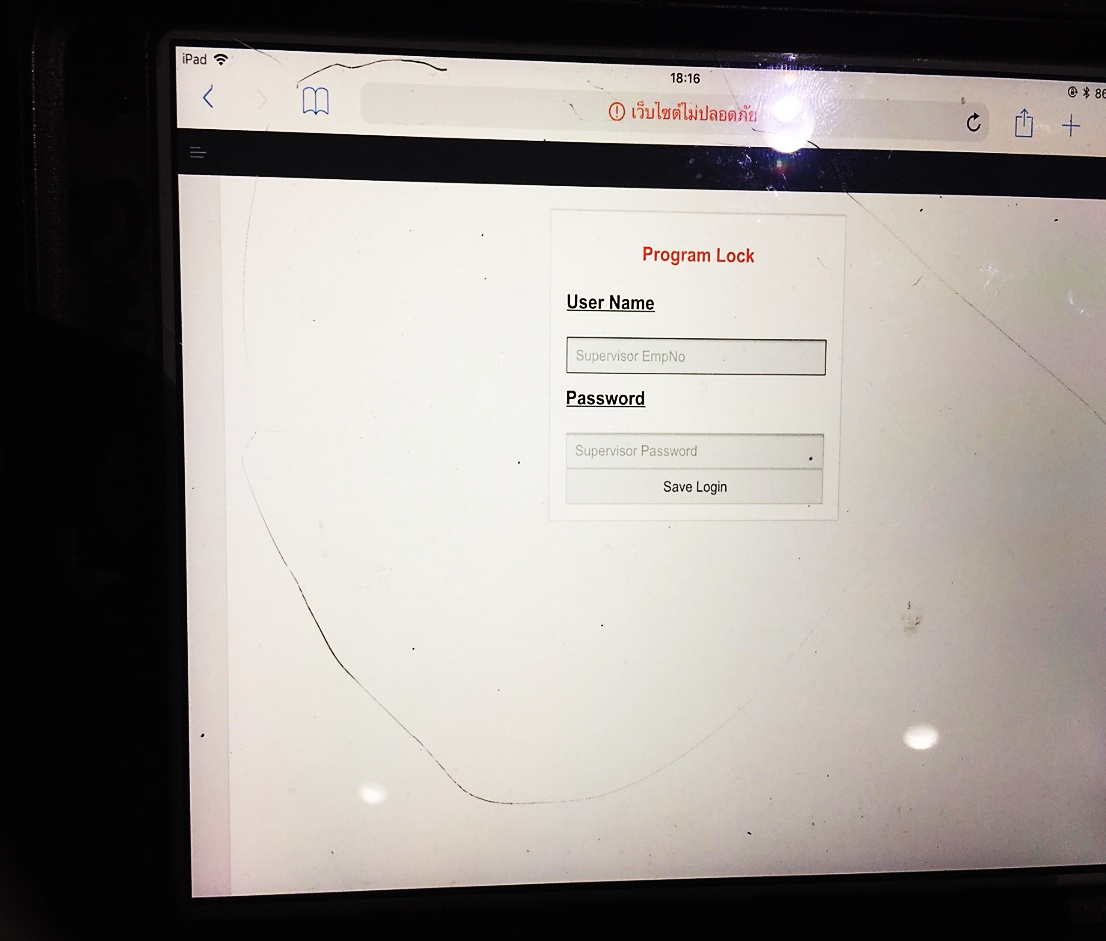 iPad
18:16
86
เว็บไซต์ไม่ปลอดภัย
Program Lock
User Name
Supervisor EmpNo
Password
Supervisor Password
Save Login